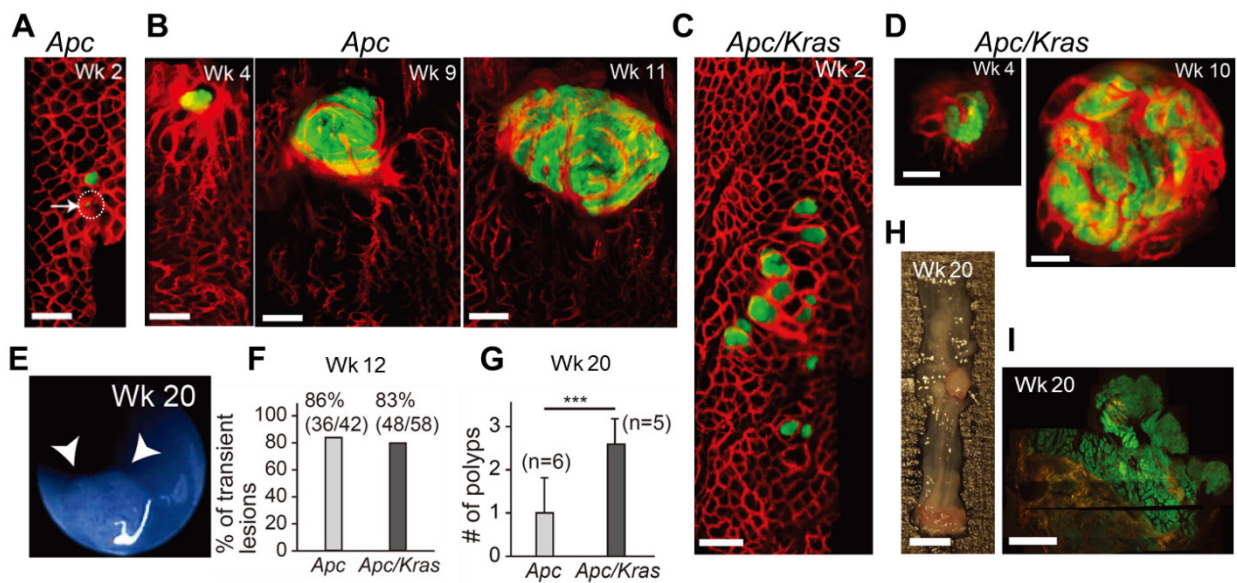 A
Apc
Wk 2
B
Apc
Wk 4
Wk 9
Wk 11
C
Apc/Kras
Wk 2
D
Apc/Kras
Wk 4
Wk 10
E
Wk 20
F
Wk 12
% of transient
lesions
100
80
60
40
20
0
86%
(36/42)
83%
(48/58)
Apc
Apc/Kras
G
Wk 20
# of polyps
3
2
1
0
(n=6)
***
(n=5)
Apc
Apc/Kras
H
Wk 20
I
Wk 20